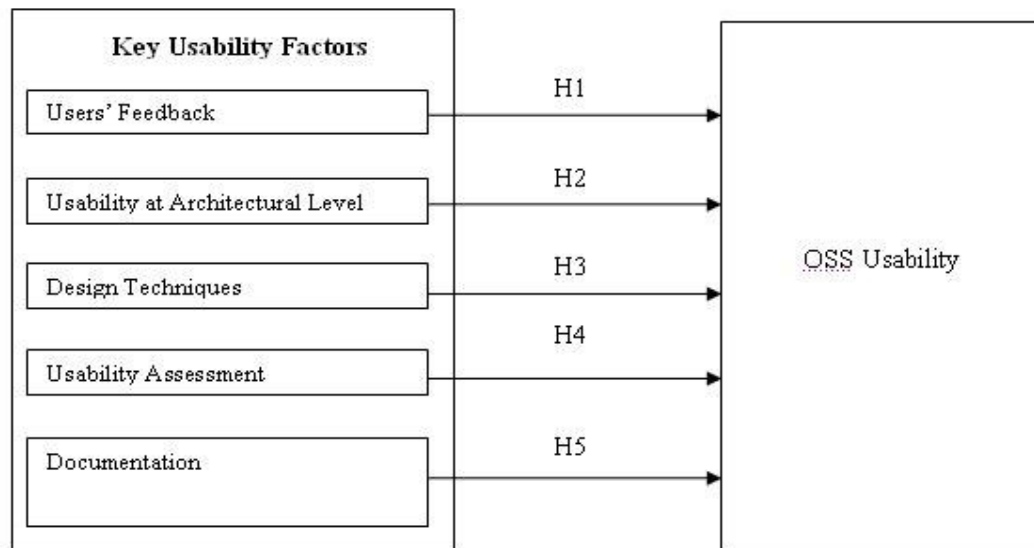 Key Usability Factors
Users' Feedback
H1
Usability at Architectural Level
H2
Design Techniques
H3
OSS Usability
Usability Assessment
H4
Documentation
H5